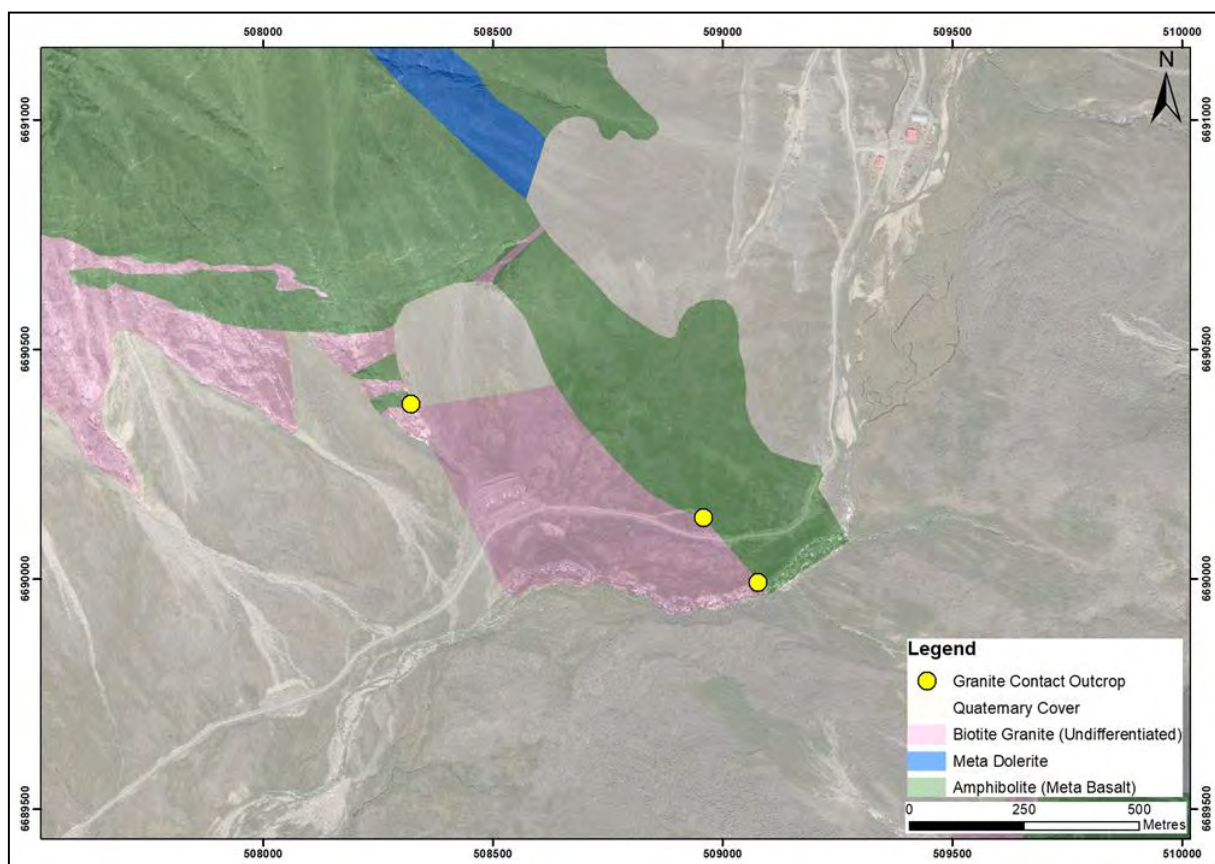 508000 508500 509000 509500 510000
N
6691000 6691000
6690500 6690500
6690000 6690000
Legend
Granite Contact Outcrop
Quaternary Cover
Biotite Granite (Undifferentiated)
Meta Dolerite
Amphibolite (Meta Basalt)
0 250 500
Metres
6689500 6689500
508000 508500 509000 509500 510000